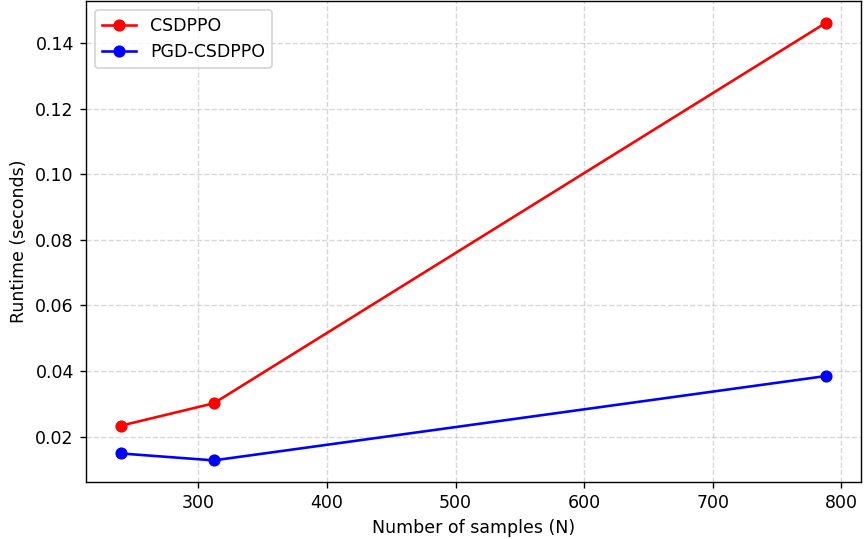 CSDPPO
PGD-CSDPPO
0.14
0.12
0.10
0.08
0.06
0.04
0.02
Runtime (seconds)
300 400 500 600 700 800
Number of samples (N)